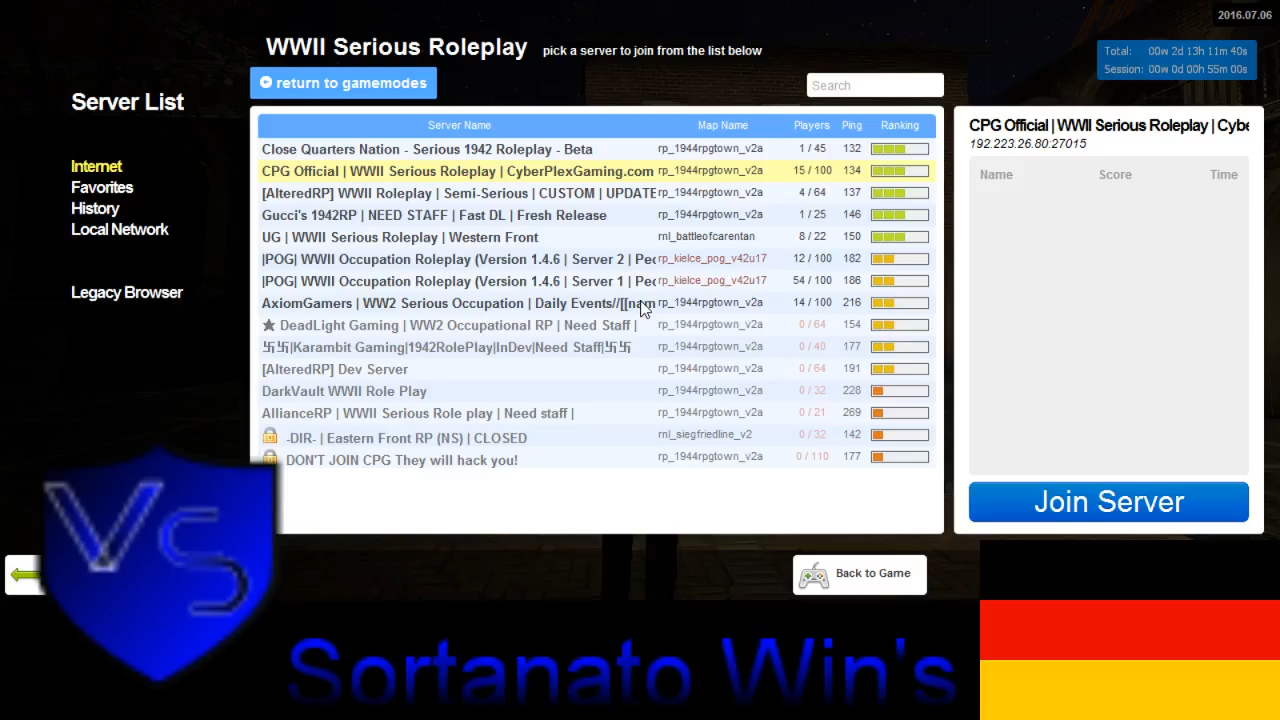 2016.07.06
WWII Serious Roleplay pick a server to join from the list below
Total: 00w 2d 13h 11m 40s
Session: 00w 0d 00h 55m 00s
return to gamemodes
Search
Server List
Internet
Favorites
History
Local Network
Legacy Browser
Server Name Map Name Players Ping Ranking
Close Quarters Nation - Serious 1942 Roleplay - Beta rp_1944rpgtown_v2a 1 / 45 132
CPG Official | WWII Serious Roleplay | CyberPlexGaming.com rp_1944rpgtown_v2a 15 / 100 134
[AlteredRP] WWII Roleplay | Semi-Serious | CUSTOM | UPDATE rp_1944rpgtown_v2a 4 / 64 137
Gucci's 1942RP | NEED STAFF | Fast DL | Fresh Release rp_1944rpgtown_v2a 1 / 25 146
UG | WWII Serious Roleplay | Western Front rnl_battleofcarentan 8 / 22 150
|POG| WWII Occupation Roleplay (Version 1.4.6 | Server 2 | Pec rp_kielce_pog_v42u17 12 / 100 182
|POG| WWII Occupation Roleplay (Version 1.4.6 | Server 1 | Pec rp_kielce_pog_v42u17 54 / 100 186
AxiomGamers | WW2 Serious Occupation | Daily Events//[[nam rp_1944rpgtown_v2a 14 / 100 216
★ DeadLight Gaming | WW2 Occupational RP | Need Staff | rp_1944rpgtown_v2a 0 / 64 154
卐卐|Karambit Gaming|1942RolePlay|InDev|Need Staff|卐卐 rp_1944rpgtown_v2a 0 / 40 177
[AlteredRP] Dev Server rp_1944rpgtown_v2a 0 / 64 191
DarkVault WWII Role Play rp_1944rpgtown_v2a 0 / 32 228
AllianceRP | WWII Serious Role play | Need staff | rp_1944rpgtown_v2a 0 / 21 269
-DIR- | Eastern Front RP (NS) | CLOSED rnl_siegfriedline_v2 0 / 32 142
DON'T JOIN CPG They will hack you! rp_1944rpgtown_v2a 0 / 110 177
CPG Official | WWII Serious Roleplay | Cybe
192.223.26.80:27015
Name Score Time
Join Server
Back to Game
VS
Sortanato Win's